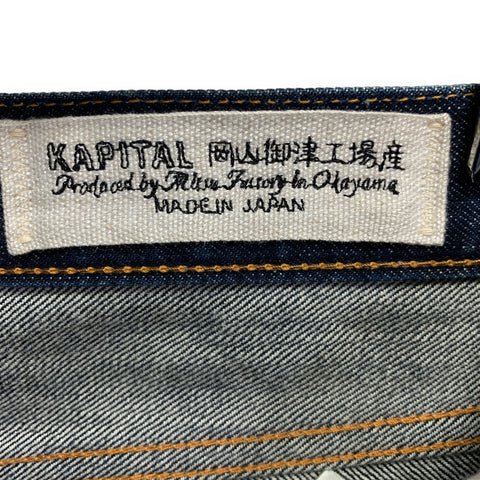 KAPITAL 岡山御津工場産
Produced by Mitsu Factory In Okayama
MADE IN JAPAN